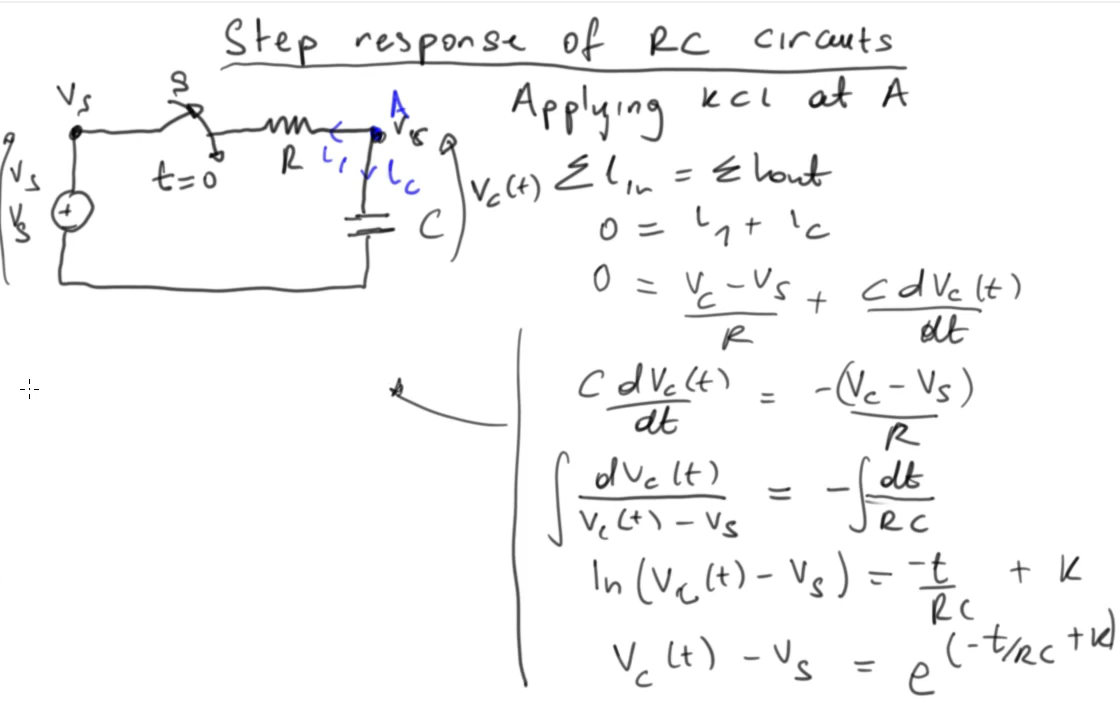 Step response of RC circuits
Applying KCL at A
Vs
S
t=0
R
A
Vs
i1
ic
Vs
Vs
+
C
Vc(t)
Σ iin = Σ iout
0 = i1 + ic
0 = (Vc - Vs)/R + C dVc(t)/dt
C dVc(t)/dt = -(Vc - Vs)/R
∫ dVc(t)/(Vc(t) - Vs) = -∫ dt/RC
ln(Vc(t) - Vs) = -t/RC + K
Vc(t) - Vs = e^(-t/RC + K)